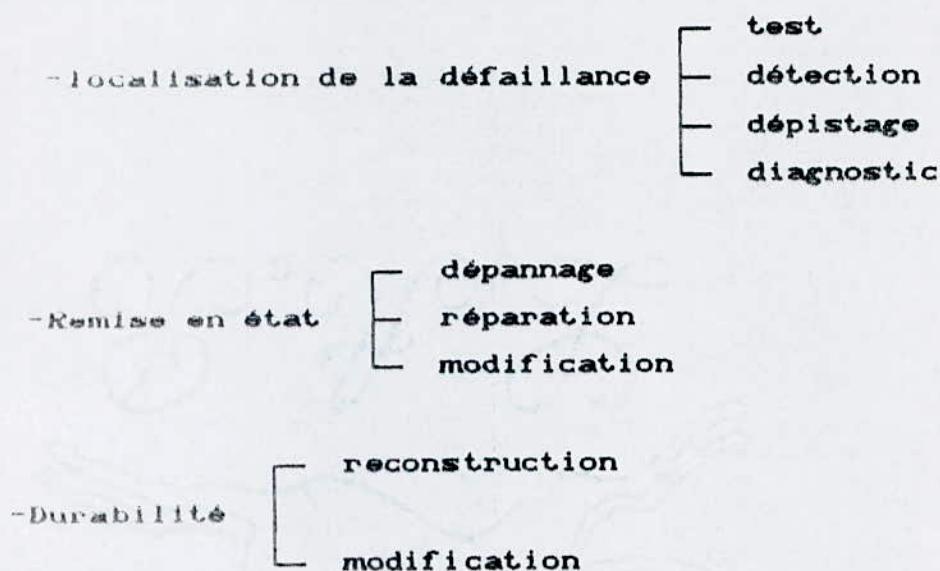 test
-localisation de la défaillance détection
dépistage
diagnostic
dépannage
-Remise en état réparation
modification
reconstruction
-Durabilité
modification